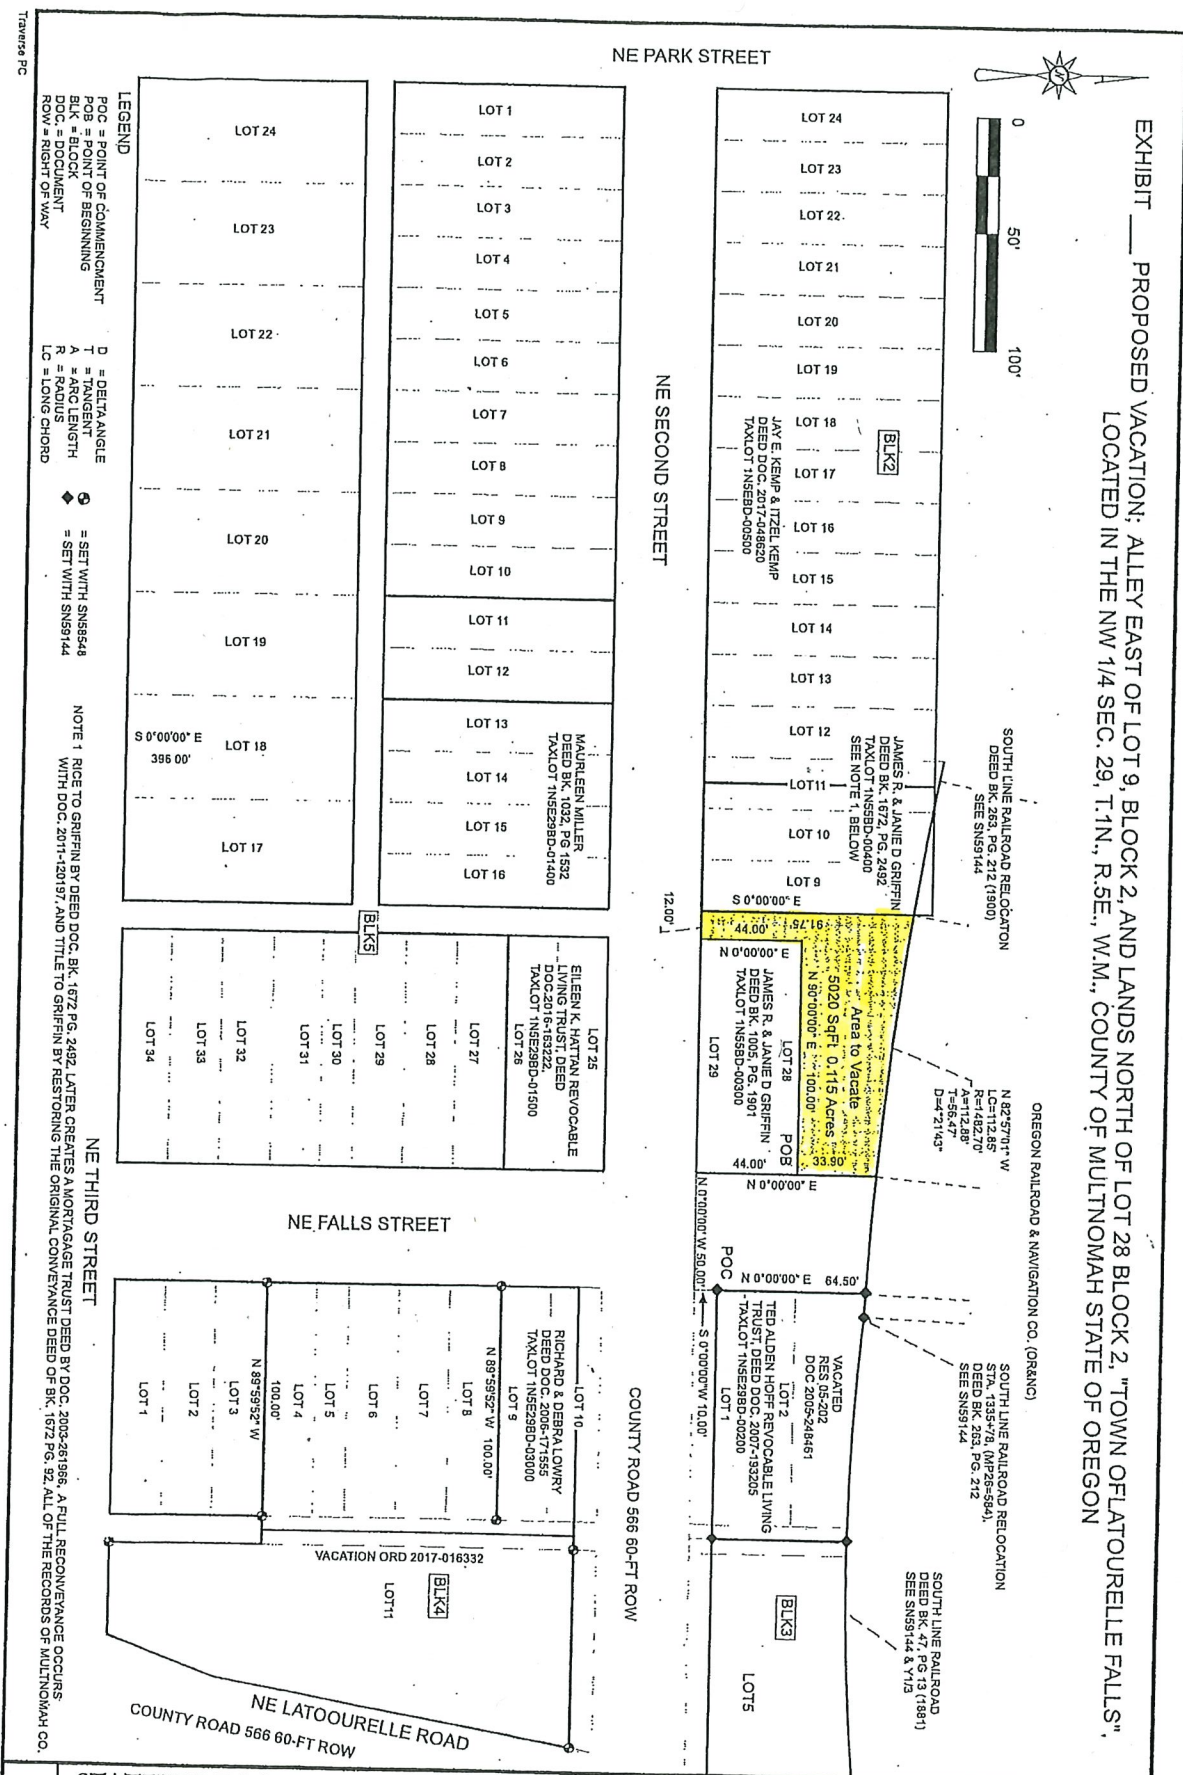 EXHIBIT __ PROPOSED VACATION; ALLEY EAST OF LOT 9, BLOCK 2, AND LANDS NORTH OF LOT 28 BLOCK 2, "TOWN OFLATOURELLE FALLS",
LOCATED IN THE NW 1/4 SEC. 29, T.1N., R.5E., W.M., COUNTY OF MULTNOMAH STATE OF OREGON
0
50'
100'
N
OREGON RAILROAD & NAVIGATION CO. (OR&NC)
SOUTH LINE RAILROAD RELOCATON
DEED BK. 263, PG. 212 (1900)
SEE SN59144
N 82°57'01" W
LC=112.85'
R=1482.70'
A=112.88'
T=56.47'
D=4°21'43"
SOUTH LINE RAILROAD RELOCATION
STA. 1335+78, (MP26=584).
DEED BK. 263, PG. 212
SEE SN59144
SOUTH LINE RAILROAD
DEED BK. 47, PG 13 (1881)
SEE SN59144 & Y1/3
NE PARK STREET
BLK2
LOT 24
LOT 23
LOT 22
LOT 21
LOT 20
LOT 19
LOT 18
LOT 17
LOT 16
LOT 15
LOT 14
LOT 13
LOT 12
LOT11
LOT 10
LOT 9
JAY E. KEMP & ITZEL KEMP
DEED DOC. 2017-048620
TAXLOT 1N5EBD-00500
JAMES R. & JANIE D GRIFFIN
DEED BK. 1672, PG. 2492
TAXLOT 1N55BD-00400
SEE NOTE 1, BELOW
S 0°00'00" E
91.75'
44.00'
12.00'
N 0°00'00" E
Area to Vacate
5020 SqFt 0.115 Acres
N 90°00'00" E 100.00'
33.90'
LOT 28
POB
JAMES R. & JANIE D GRIFFIN
DEED BK. 1005, PG. 1901
TAXLOT 1N55BD-00300
LOT 29
44.00'
N 0°00'00" E
N 0°00'00" W 50.00'
POC
N 0°00'00" E 64.50'
S 0°00'00"W 10.00'
VACATED
RES 05-202
DOC 2005-248461
LOT 2
TED ALDEN HOFF REVOCABLE LIVING
TRUST, DEED DOC. 2007-193205
TAXLOT 1N5E29BD-00200
LOT 1
BLK3
LOT5
NE SECOND STREET
COUNTY ROAD 566 60-FT ROW
LOT 1
LOT 2
LOT 3
LOT 4
LOT 5
LOT 6
LOT 7
LOT 8
LOT 9
LOT 10
LOT 11
LOT 12
LOT 13
LOT 14
LOT 15
LOT 16
MAURLEEN MILLER
DEED BK. 1032, PG 1532
TAXLOT 1N5E29BD-01400
LOT 25
EILEEN K. HATTAN REVOCABLE
LIVING TRUST, DEED
DOC.2016-163222,
TAXLOT 1N5E29BD-01500
LOT 26
LOT 27
LOT 28
LOT 29
LOT 30
LOT 31
LOT 32
LOT 33
LOT 34
BLK5
NE FALLS STREET
LOT 10
RICHARD & DEBRA LOWRY
DEED DOC. 2006-171555
TAXLOT 1N5E29BD-03000
LOT 9
N 89°59'52" W 100.00'
LOT 8
LOT 7
LOT 6
LOT 5
LOT 4
100.00'
N 89°59'52" W
LOT 3
LOT 2
LOT 1
VACATION ORD 2017-016332
BLK4
LOT11
NE LATOOURELLE ROAD
COUNTY ROAD 566 60-FT ROW
LOT 24
LOT 23
LOT 22
LOT 21
LOT 20
LOT 19
LOT 18
LOT 17
S 0°00'00" E
396 00'
NE THIRD STREET
LEGEND
POC = POINT OF COMMENCMENT
POB = POINT OF BEGINNING
BLK = BLOCK
DOC. = DOCUMENT
ROW = RIGHT OF WAY
D = DELTA ANGLE
T = TANGENT
A = ARC LENGTH
R = RADIUS
LC = LONG CHORD
= SET WITH SN58548
= SET WITH SN59144
NOTE 1 RICE TO GRIFFIN BY DEED DOC. BK. 1672 PG. 2492, LATER CREATES A MORTAGAGE TRUST DEED BY DOC. 2003-261966, A FULL RECONVEYANCE OCCURS
WITH DOC. 2011-120197, AND TITLE TO GRIFFIN BY RESTORING THE ORIGINAL CONVEYANCE DEED OF BK. 1672 PG. 92. ALL OF THE RECORDS OF MULTNOMAH CO.
Traverse PC